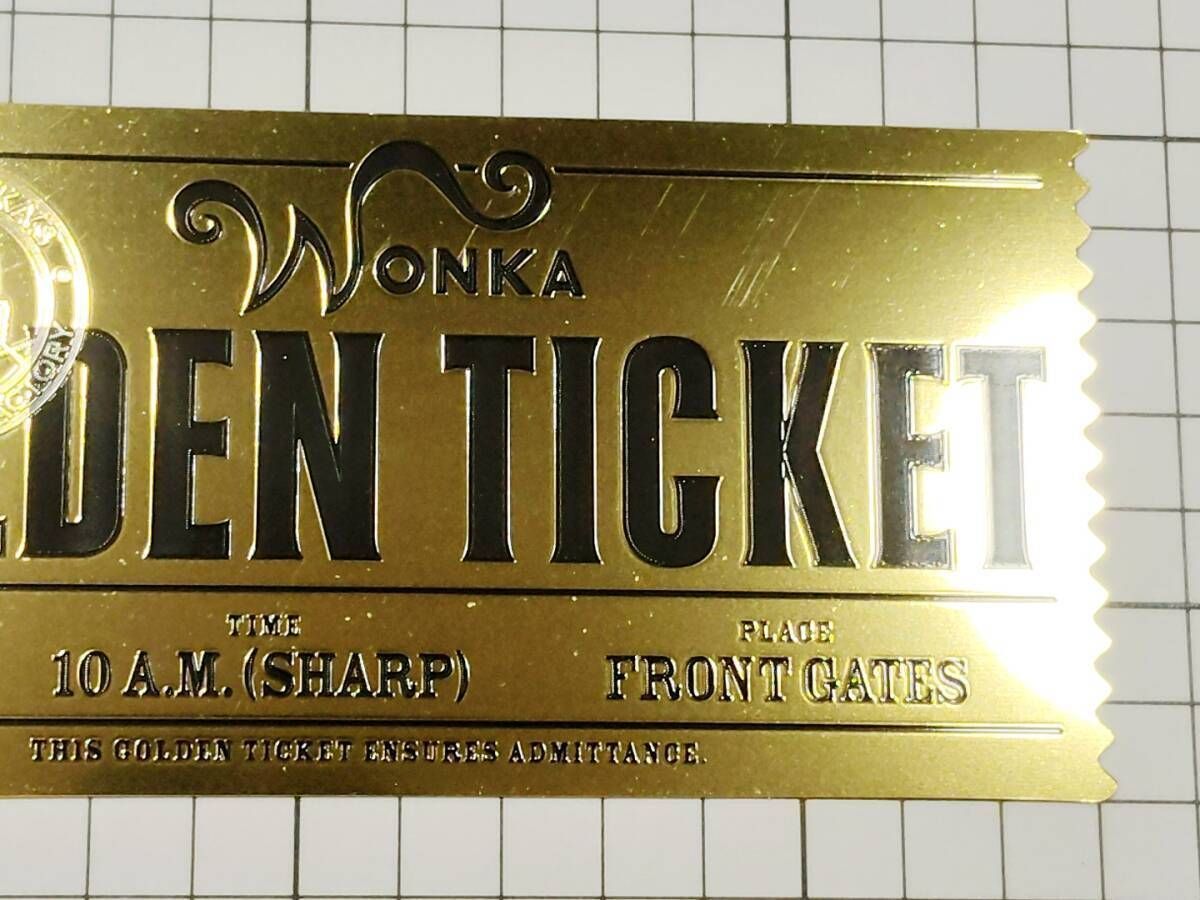 WONKA
LDEN TICKET
TIME
10 A.M. (SHARP)
PLACE
FRONT GATES
THIS GOLDEN TICKET ENSURES ADMITTANCE.